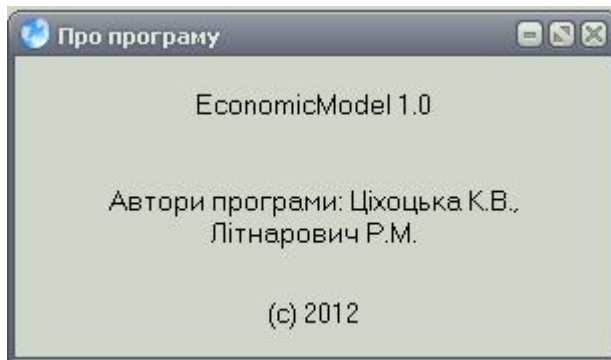 Про програму
EconomicModel 1.0
Автори програми: Ціхоцька К.В.,
Літнарович Р.М.
(c) 2012